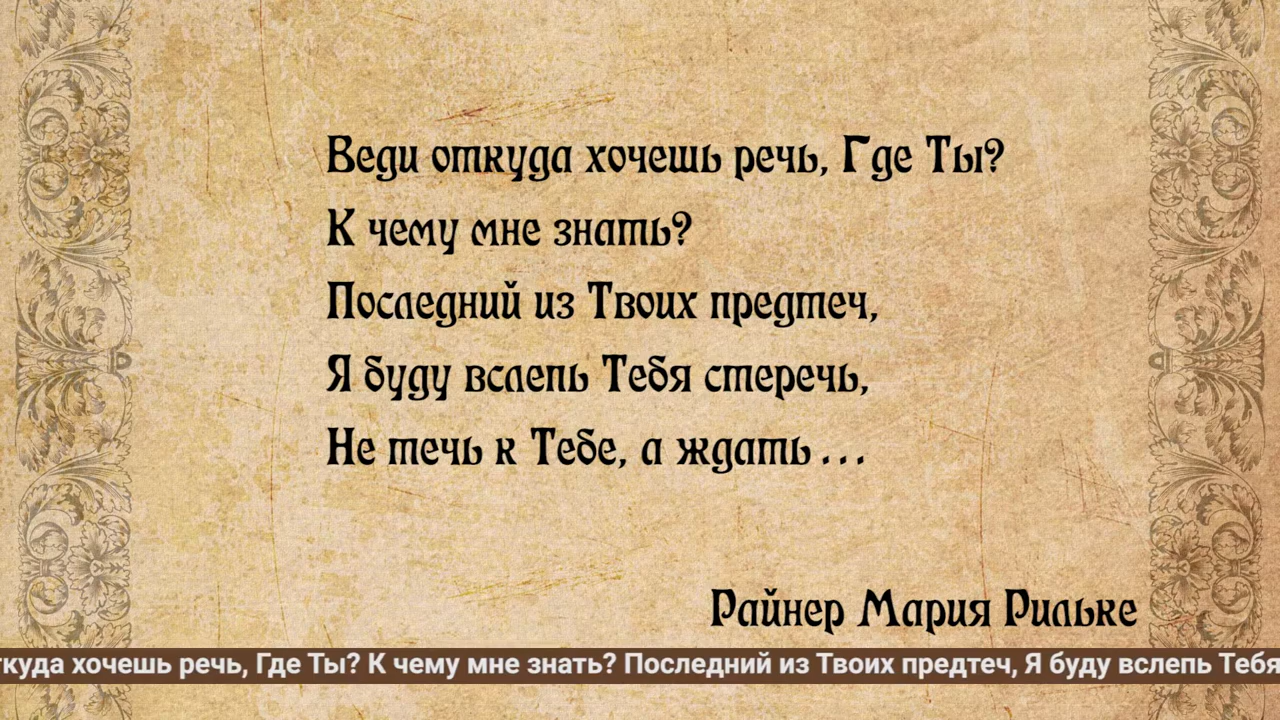 Веди откуда хочешь речь, Где Ты?
К чему мне знать?
Последний из Твоих предтеч,
Я буду вслепь Тебя стеречь,
Не течь к Тебе, а ждать . . .
Райнер Мария Рильке
ткуда хочешь речь, Где Ты? К чему мне знать? Последний из Твоих предтеч, Я буду вслепь Тебя